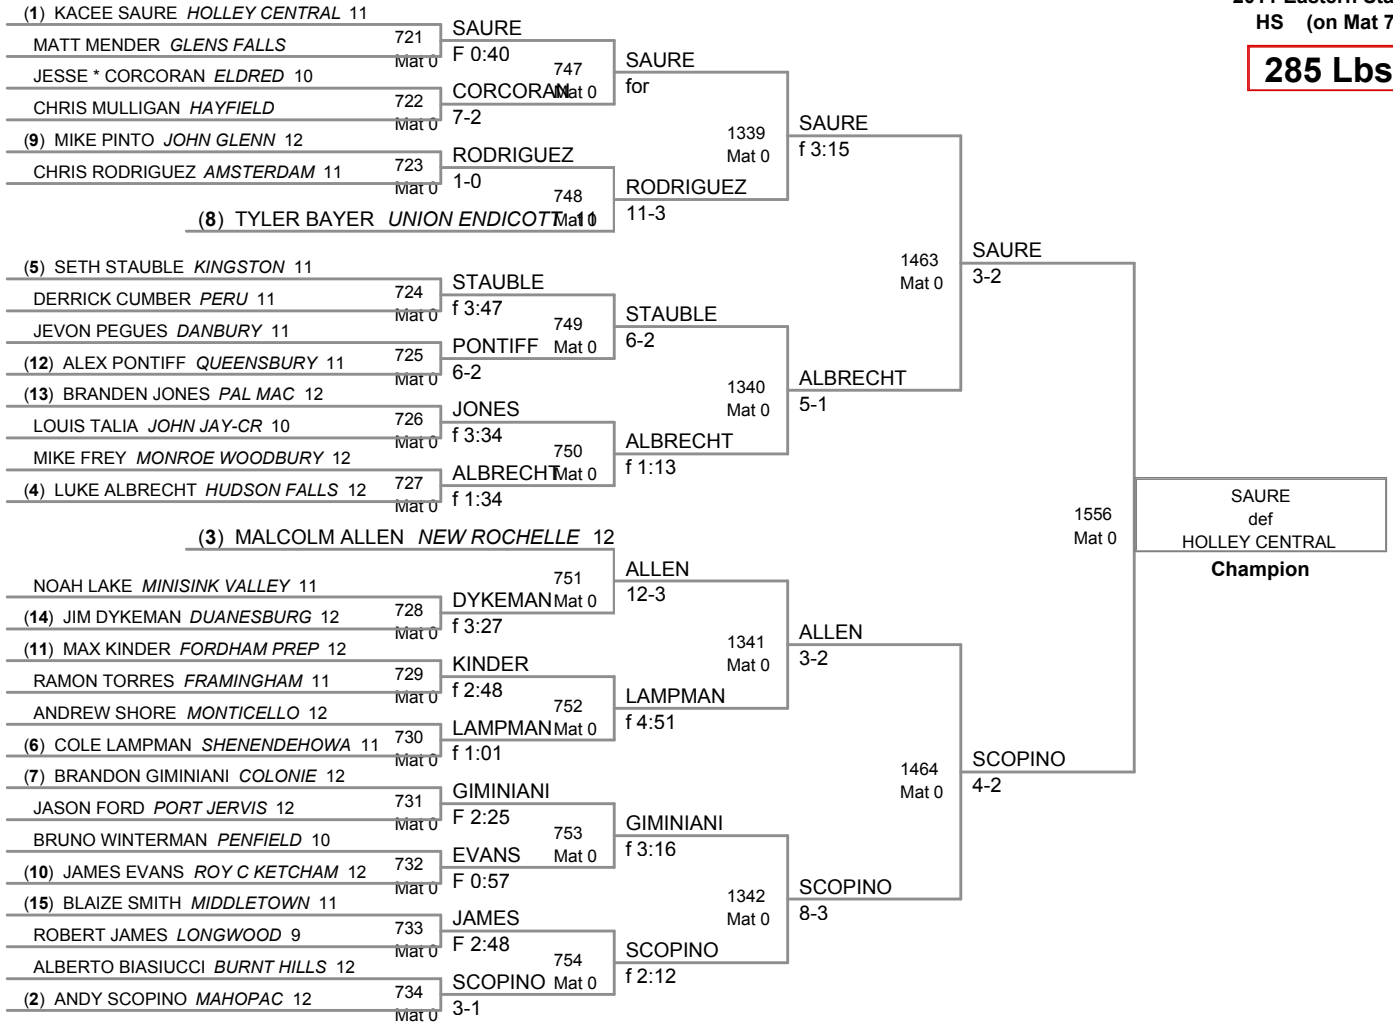 2011 Eastern Sta
HS (on Mat 7
285 Lbs
(1) KACEE SAURE HOLLEY CENTRAL 11
MATT MENDER GLENS FALLS
JESSE * CORCORAN ELDRED 10
CHRIS MULLIGAN HAYFIELD
(9) MIKE PINTO JOHN GLENN 12
CHRIS RODRIGUEZ AMSTERDAM 11
(8) TYLER BAYER UNION ENDICOTT 11
(5) SETH STAUBLE KINGSTON 11
DERRICK CUMBER PERU 11
JEVON PEGUES DANBURY 11
(12) ALEX PONTIFF QUEENSBURY 11
(13) BRANDEN JONES PAL MAC 12
LOUIS TALIA JOHN JAY-CR 10
MIKE FREY MONROE WOODBURY 12
(4) LUKE ALBRECHT HUDSON FALLS 12
(3) MALCOLM ALLEN NEW ROCHELLE 12
NOAH LAKE MINISINK VALLEY 11
(14) JIM DYKEMAN DUANESBURG 12
(11) MAX KINDER FORDHAM PREP 12
RAMON TORRES FRAMINGHAM 11
ANDREW SHORE MONTICELLO 12
(6) COLE LAMPMAN SHENENDEHOWA 11
(7) BRANDON GIMINIANI COLONIE 12
JASON FORD PORT JERVIS 12
BRUNO WINTERMAN PENFIELD 10
(10) JAMES EVANS ROY C KETCHAM 12
(15) BLAIZE SMITH MIDDLETOWN 11
ROBERT JAMES LONGWOOD 9
ALBERTO BIASIUCCI BURNT HILLS 12
(2) ANDY SCOPINO MAHOPAC 12
721
Mat 0
SAURE
F 0:40
722
Mat 0
CORCORAN
7-2
723
Mat 0
RODRIGUEZ
1-0
724
Mat 0
STAUBLE
f 3:47
725
Mat 0
PONTIFF
6-2
726
Mat 0
JONES
f 3:34
727
Mat 0
ALBRECHT
f 1:34
728
Mat 0
DYKEMAN
f 3:27
729
Mat 0
KINDER
f 2:48
730
Mat 0
LAMPMAN
f 1:01
731
Mat 0
GIMINIANI
F 2:25
732
Mat 0
EVANS
F 0:57
733
Mat 0
JAMES
F 2:48
734
Mat 0
SCOPINO
3-1
747
Mat 0
SAURE
for
748
Mat 0
RODRIGUEZ
11-3
749
Mat 0
STAUBLE
6-2
750
Mat 0
ALBRECHT
f 1:13
751
Mat 0
ALLEN
12-3
752
Mat 0
LAMPMAN
f 4:51
753
Mat 0
GIMINIANI
f 3:16
754
Mat 0
SCOPINO
f 2:12
1339
Mat 0
SAURE
f 3:15
1340
Mat 0
ALBRECHT
5-1
1341
Mat 0
ALLEN
3-2
1342
Mat 0
SCOPINO
8-3
1463
Mat 0
SAURE
3-2
1464
Mat 0
SCOPINO
4-2
1556
Mat 0
SAURE
def
HOLLEY CENTRAL
Champion